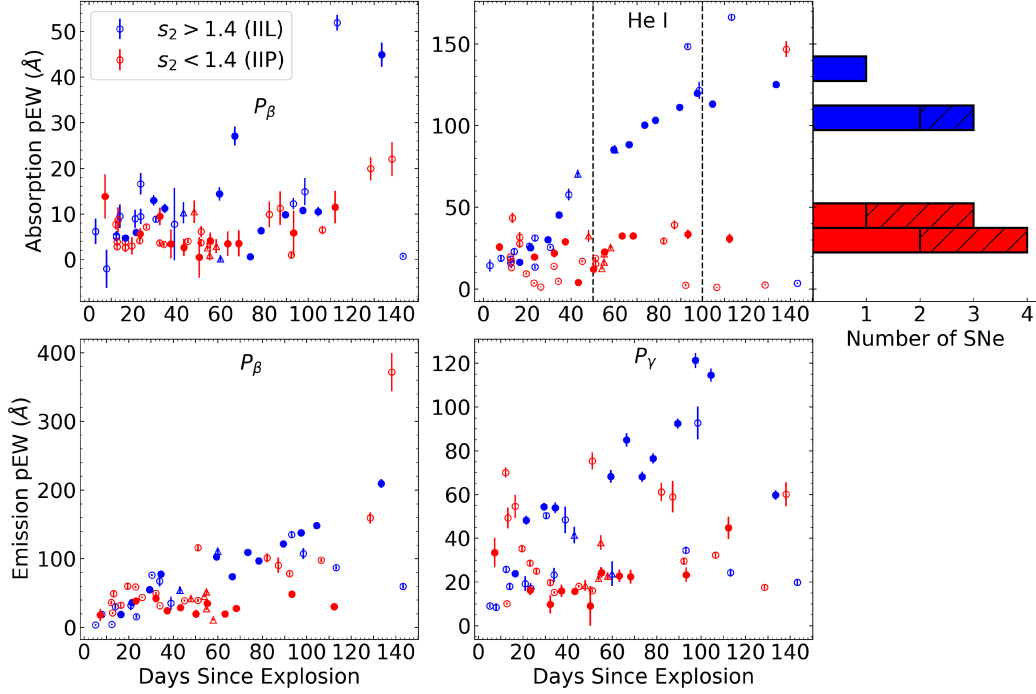 s₂ > 1.4 (IIL)
s₂ < 1.4 (IIP)
P_β
Absorption pEW (Å)
50
40
30
20
10
0
0 20 40 60 80 100 120 140
He I
150
100
50
0
0 20 40 60 80 100 120 140
1 2 3 4
Number of SNe
P_β
Emission pEW (Å)
400
300
200
100
0
0 20 40 60 80 100 120 140
Days Since Explosion
P_γ
120
100
80
60
40
20
0
0 20 40 60 80 100 120 140
Days Since Explosion